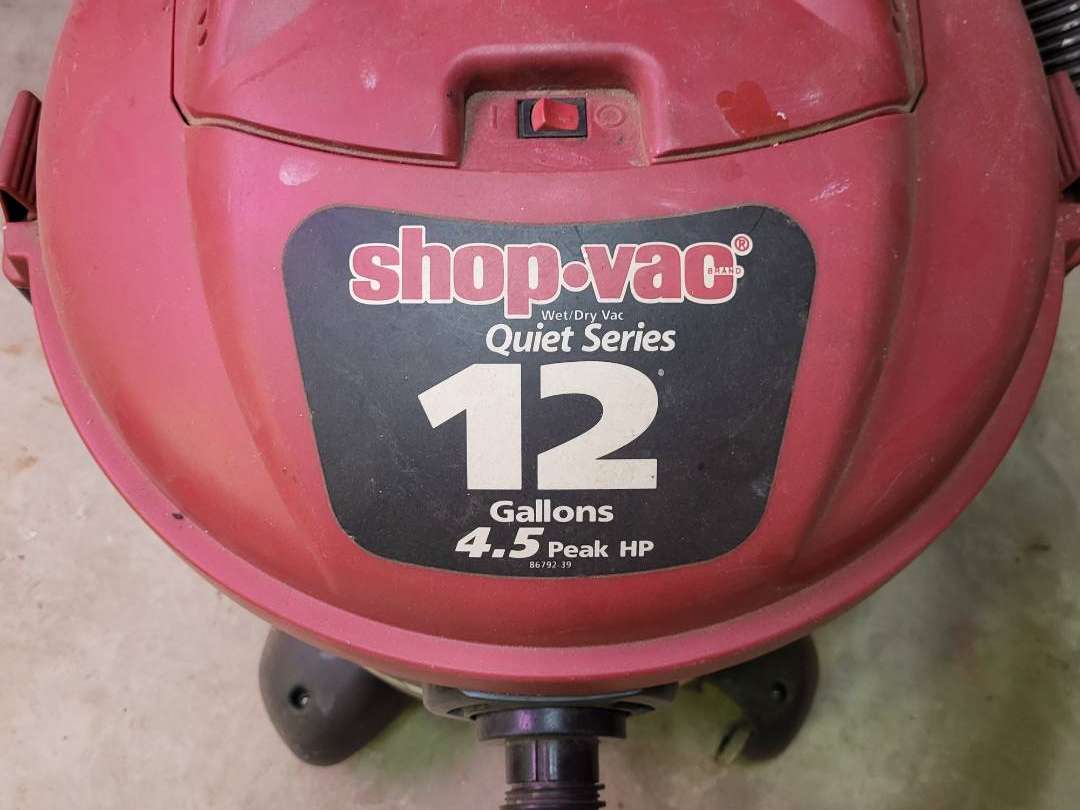 shop·vac®
BRAND
Wet/Dry Vac
Quiet Series
12
Gallons
4.5 Peak HP
86792-39